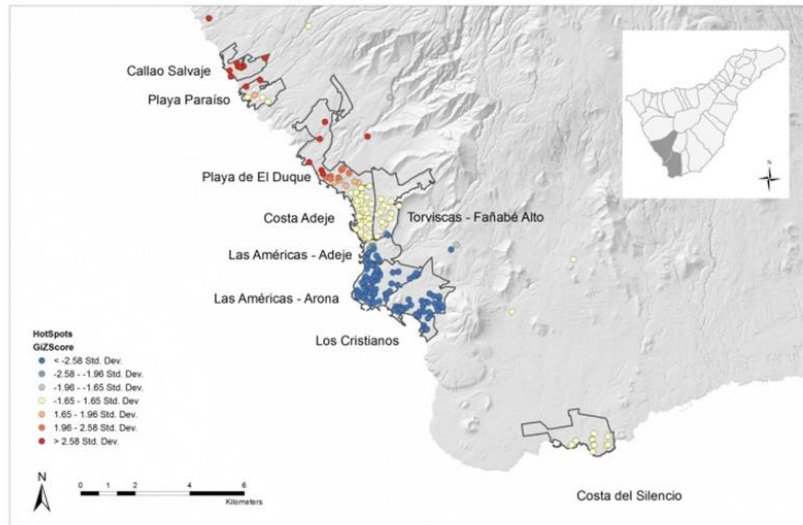 Callao Salvaje
Playa Paraíso
Playa de El Duque
Costa Adeje
Torviscas - Fañabé Alto
Las Américas - Adeje
Las Américas - Arona
Los Cristianos
Costa del Silencio
N
HotSpots
GiZScore
< -2.58 Std. Dev.
-2.58 - -1.96 Std. Dev.
-1.96 - -1.65 Std. Dev.
-1.65 - 1.65 Std. Dev
1.65 - 1.96 Std. Dev.
1.96 - 2.58 Std. Dev.
> 2.58 Std. Dev.
N
0 1 2 4 6
Kilometers